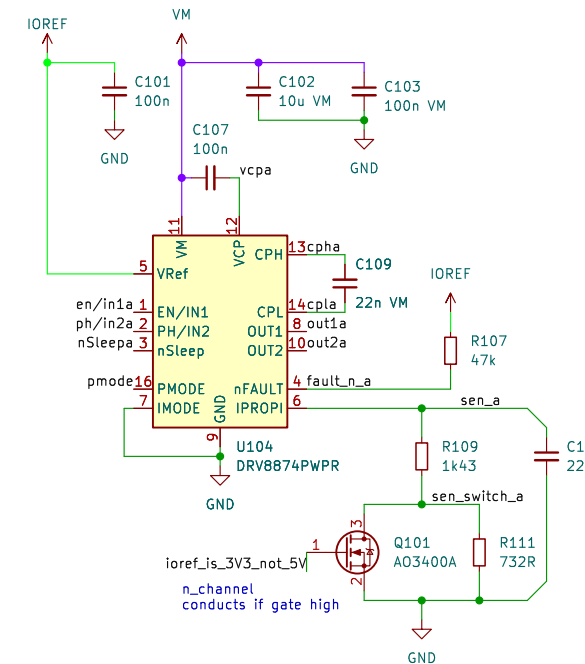 IOREF
VM
C101
100n
GND
C102
10u VM
C103
100n VM
GND
C107
100n
vcpa
11
12
VM
VCP
CPH
13
cpha
5
VRef
C109
22n VM
IOREF
en/in1a
1
EN/IN1
CPL
14
cpla
ph/in2a
2
PH/IN2
OUT1
8
out1a
nSleepa
3
nSleep
OUT2
10
out2a
R107
47k
pmode
16
PMODE
nFAULT
4
fault_n_a
7
IMODE
GND
IPROPI
6
sen_a
9
U104
DRV8874PWPR
GND
R109
1k43
C1
22
sen_switch_a
3
Q101
AO3400A
1
2
R111
732R
ioref_is_3V3_not_5V
n_channel
conducts if gate high
GND